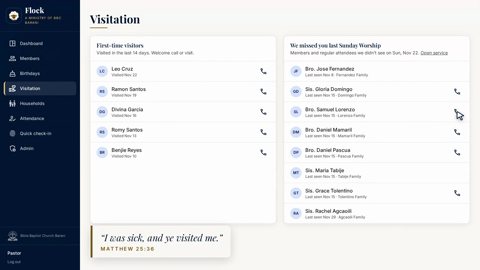 Flock
A MINISTRY OF BBC
BARANI
Dashboard
Members
Birthdays
Visitation
Households
Attendance
Quick check-in
Admin
Bible Baptist Church Barani
Pastor
Log out
Visitation
First-time visitors
Visited in the last 14 days. Welcome call or visit.
LC
Leo Cruz
Visited Nov 22
RS
Ramon Santos
Visited Nov 19
DG
Divina Garcia
Visited Nov 18
RS
Romy Santos
Visited Nov 13
BR
Benjie Reyes
Visited Nov 10
We missed you last Sunday Worship
Members and regular attendees we didn't see on Sun, Nov 22. Open service
JF
Bro. Jose Fernandez
Last seen Nov 8 · Fernandez Family
GD
Sis. Gloria Domingo
Last seen Nov 15 · Domingo Family
SL
Bro. Samuel Lorenzo
Last seen Nov 15 · Lorenzo Family
DM
Bro. Daniel Mamaril
Last seen Nov 15 · Mamaril Family
DP
Bro. Daniel Pascua
Last seen Nov 15 · Pascua Family
MT
Sis. Maria Tabije
Last seen Nov 15 · Tabije Family
GT
Sis. Grace Tolentino
Last seen Nov 15 · Tolentino Family
RA
Sis. Rachel Agcaoili
Last seen Nov 29 · Agcaoili Family
“I was sick, and ye visited me.”
MATTHEW 25:36